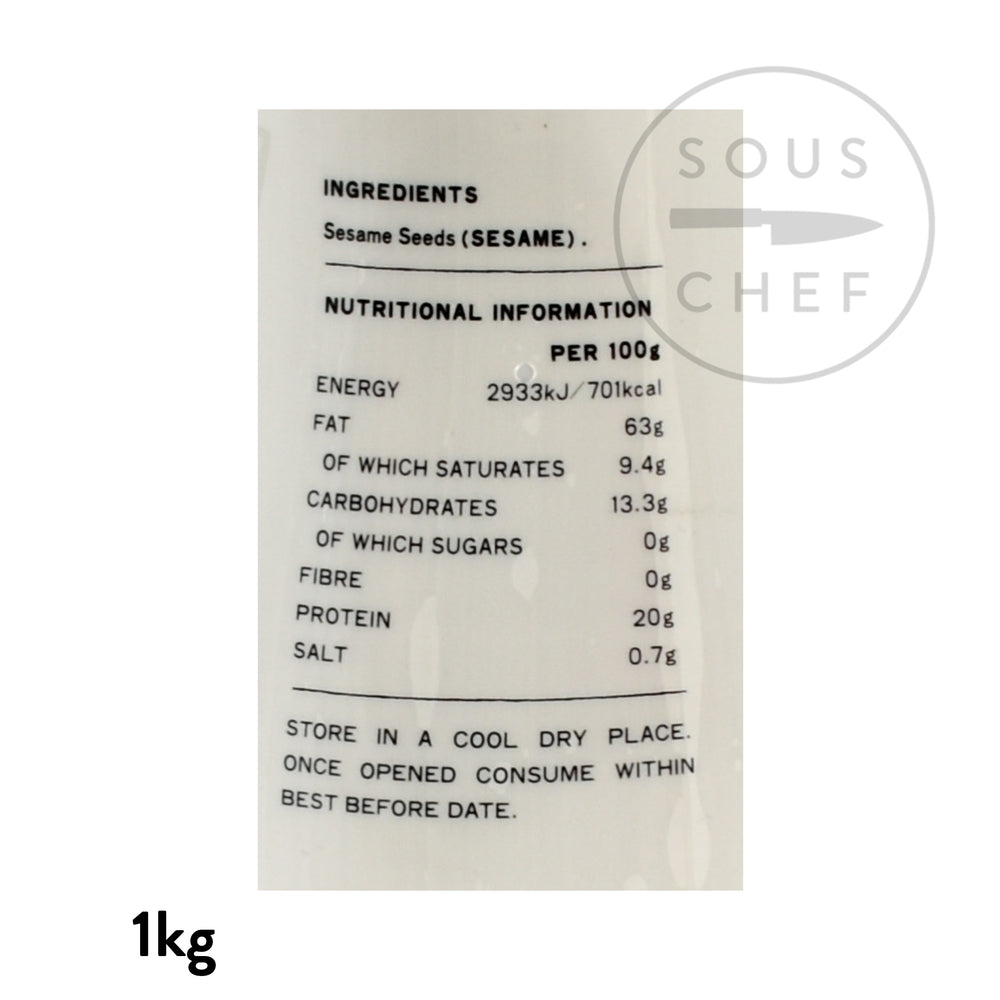 SOUS
CHEF
INGREDIENTS
Sesame Seeds (SESAME).
NUTRITIONAL INFORMATION
PER 100g
ENERGY 2933kJ/701kcal
FAT 63g
OF WHICH SATURATES 9.4g
CARBOHYDRATES 13.3g
OF WHICH SUGARS 0g
FIBRE 0g
PROTEIN 20g
SALT 0.7g
STORE IN A COOL DRY PLACE.
ONCE OPENED CONSUME WITHIN
BEST BEFORE DATE.
1kg